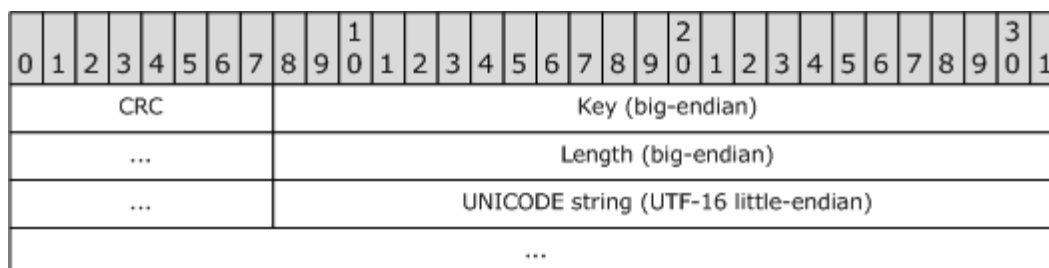 1 2 3
0 1 2 3 4 5 6 7 8 9 0 1 2 3 4 5 6 7 8 9 0 1 2 3 4 5 6 7 8 9 0 1
CRC Key (big-endian)
... Length (big-endian)
... UNICODE string (UTF-16 little-endian)
...